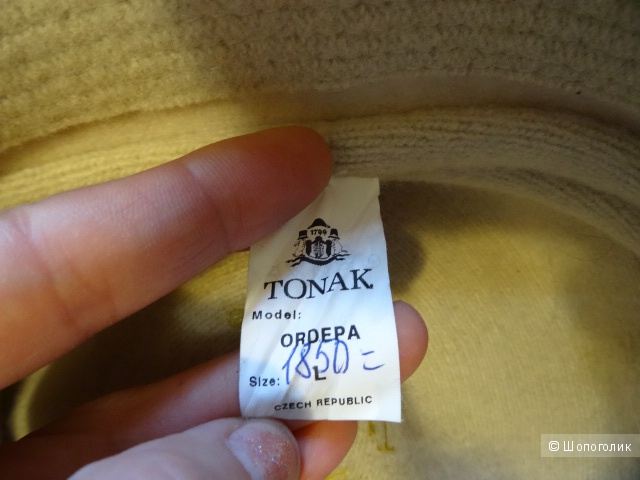 1799
TONAK
Model:
ORDEPA
1850=
Size: L
CZECH REPUBLIC
© Шопоголик